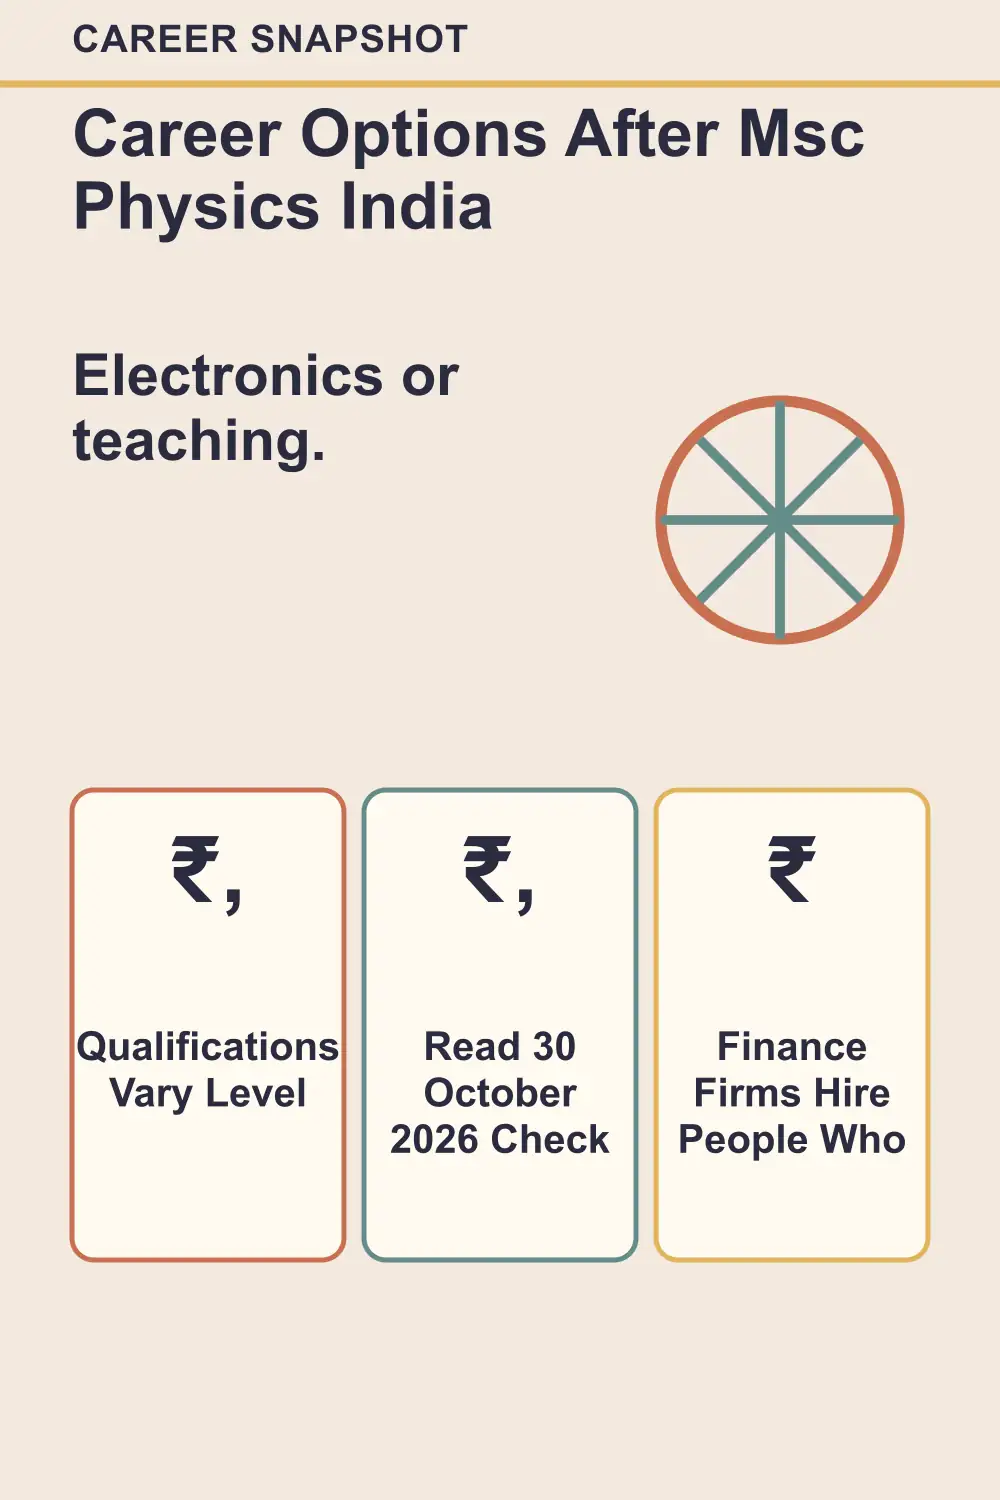 CAREER SNAPSHOT
Career Options After Msc
Physics India
Electronics or
teaching.
₹,
Qualifications
Vary Level
₹,
Read 30
October
2026 Check
₹
Finance
Firms Hire
People Who